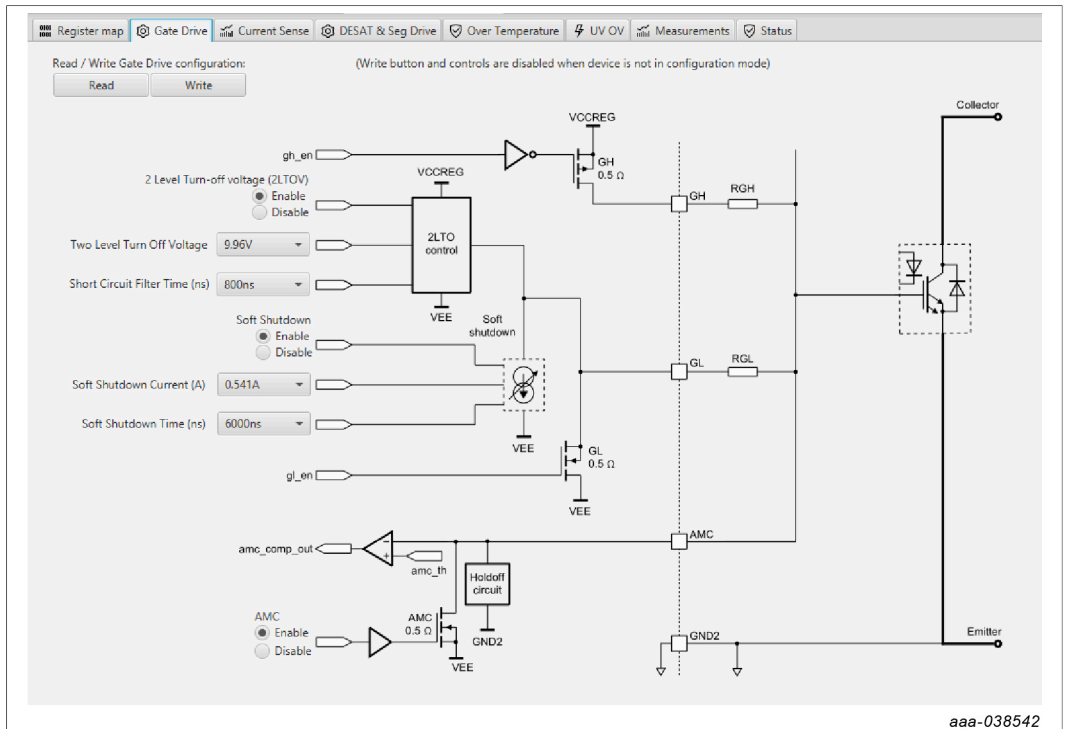 Register map Gate Drive Current Sense DESAT & Seg Drive Over Temperature UV OV Measurements Status
Read / Write Gate Drive configuration:
(Write button and controls are disabled when device is not in configuration mode)
Read Write
Collector
VCCREG
gh_en
GH
0.5 Ω
VCCREG
2 Level Turn-off voltage (2LTOV)
Enable
Disable
GH
RGH
2LTO
control
Two Level Turn Off Voltage 9.96V
Short Circuit Filter Time (ns) 800ns
VEE
Soft
shutdown
Soft Shutdown
Enable
Disable
GL
RGL
Soft Shutdown Current (A) 0.541A
Soft Shutdown Time (ns) 6000ns
VEE
GL
0.5 Ω
gl_en
VEE
AMC
amc_comp_out
−
+
amc_th
Holdoff
circuit
AMC
Enable
Disable
AMC
0.5 Ω
GND2
VEE
GND2
Emitter
aaa-038542